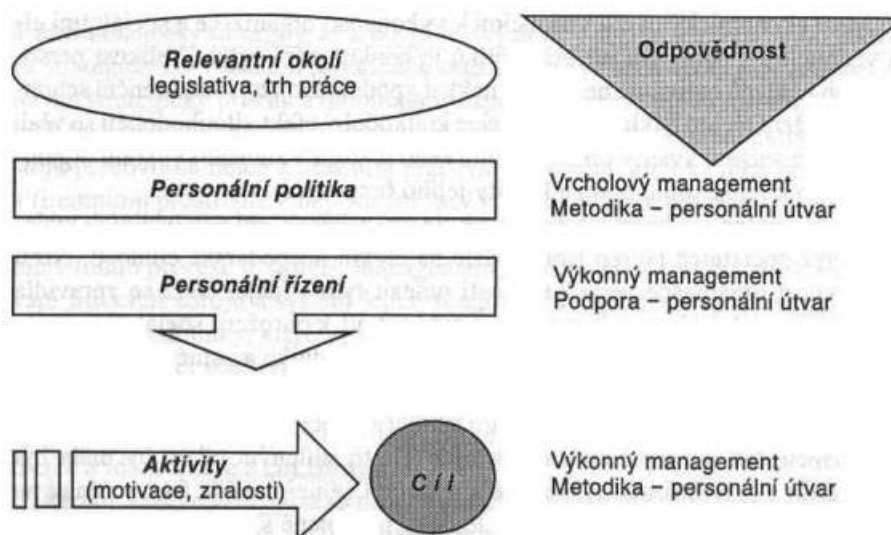 Relevantní okolí
legislativa, trh práce
Odpovědnost
Personální politika
Vrcholový management
Metodika – personální útvar
Personální řízení
Výkonný management
Podpora – personální útvar
Aktivity
(motivace, znalosti)
Cíl
Výkonný management
Metodika – personální útvar